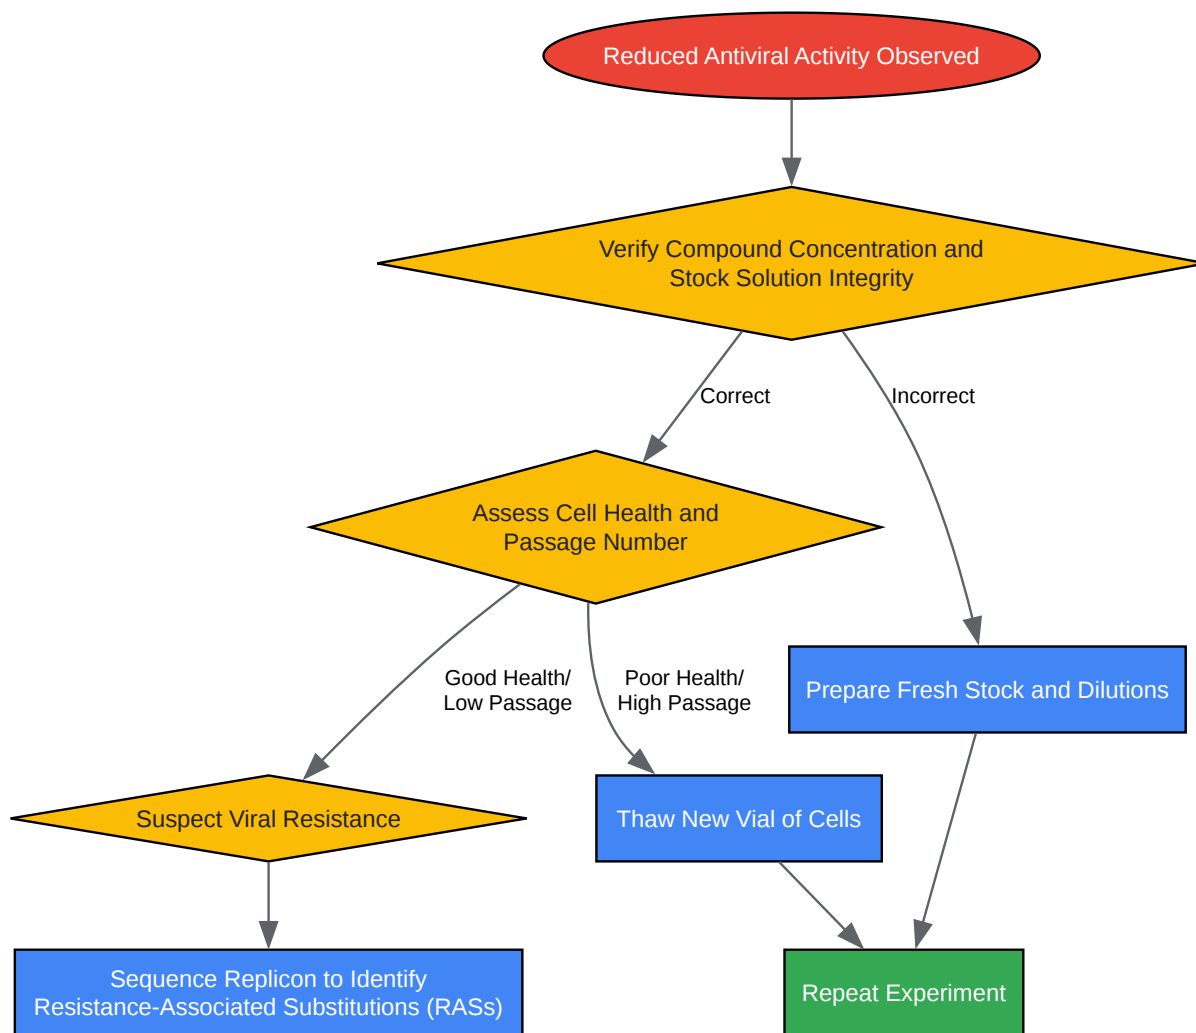 Reduced Antiviral Activity Observed
Verify Compound Concentration and
Stock Solution Integrity
Correct
Incorrect
Assess Cell Health and
Passage Number
Good Health/
Low Passage
Poor Health/
High Passage
Prepare Fresh Stock and Dilutions
Suspect Viral Resistance
Thaw New Vial of Cells
Sequence Replicon to Identify
Resistance-Associated Substitutions (RASs)
Repeat Experiment